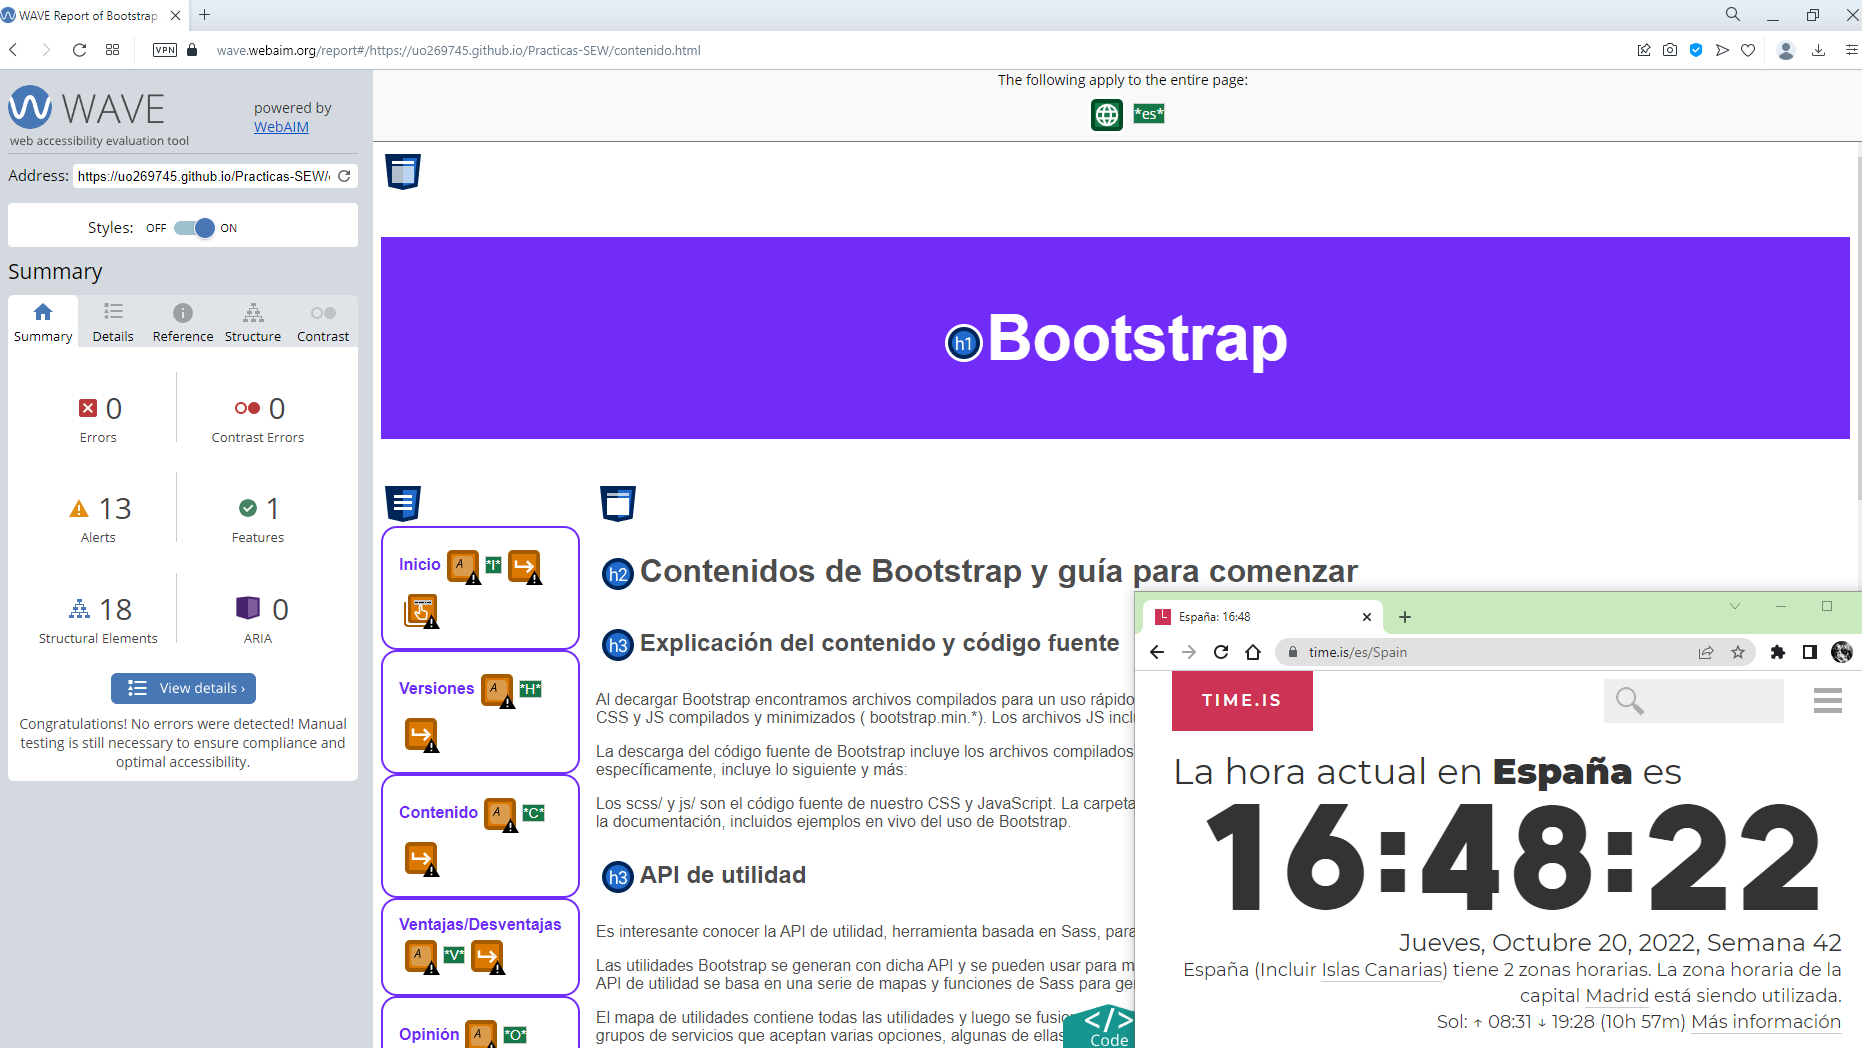 WAVE Report of Bootstrap
VPN
wave.webaim.org/report#/https://uo269745.github.io/Practicas-SEW/contenido.html
WAVE
web accessibility evaluation tool
powered by
WebAIM
Address: https://uo269745.github.io/Practicas-SEW/
Styles: OFF ON
Summary
Summary Details Reference Structure Contrast
0
Errors
0
Contrast Errors
13
Alerts
1
Features
18
Structural Elements
0
ARIA
View details ›
Congratulations! No errors were detected! Manual
testing is still necessary to ensure compliance and
optimal accessibility.
The following apply to the entire page:
*es*
h1 Bootstrap
Inicio A *I*
Versiones A *H*
Contenido A *C*
Ventajas/Desventajas
A *V*
Opinión A *O*
h2 Contenidos de Bootstrap y guía para comenzar
h3 Explicación del contenido y código fuente
Al decargar Bootstrap encontramos archivos compilados para un uso rápido
CSS y JS compilados y minimizados ( bootstrap.min.*). Los archivos JS inclu
La descarga del código fuente de Bootstrap incluye los archivos compilados
específicamente, incluye lo siguiente y más:
Los scss/ y js/ son el código fuente de nuestro CSS y JavaScript. La carpeta
la documentación, incluidos ejemplos en vivo del uso de Bootstrap.
h3 API de utilidad
Es interesante conocer la API de utilidad, herramienta basada en Sass, para
Las utilidades Bootstrap se generan con dicha API y se pueden usar para m
API de utilidad se basa en una serie de mapas y funciones de Sass para ge
El mapa de utilidades contiene todas las utilidades y luego se fusio
grupos de servicios que aceptan varias opciones, algunas de ellas
</>
Code
España: 16:48
time.is/es/Spain
TIME.IS
La hora actual en España es
16:48:22
Jueves, Octubre 20, 2022, Semana 42
España (Incluir Islas Canarias) tiene 2 zonas horarias. La zona horaria de la
capital Madrid está siendo utilizada.
Sol: ↑ 08:31 ↓ 19:28 (10h 57m) Más información